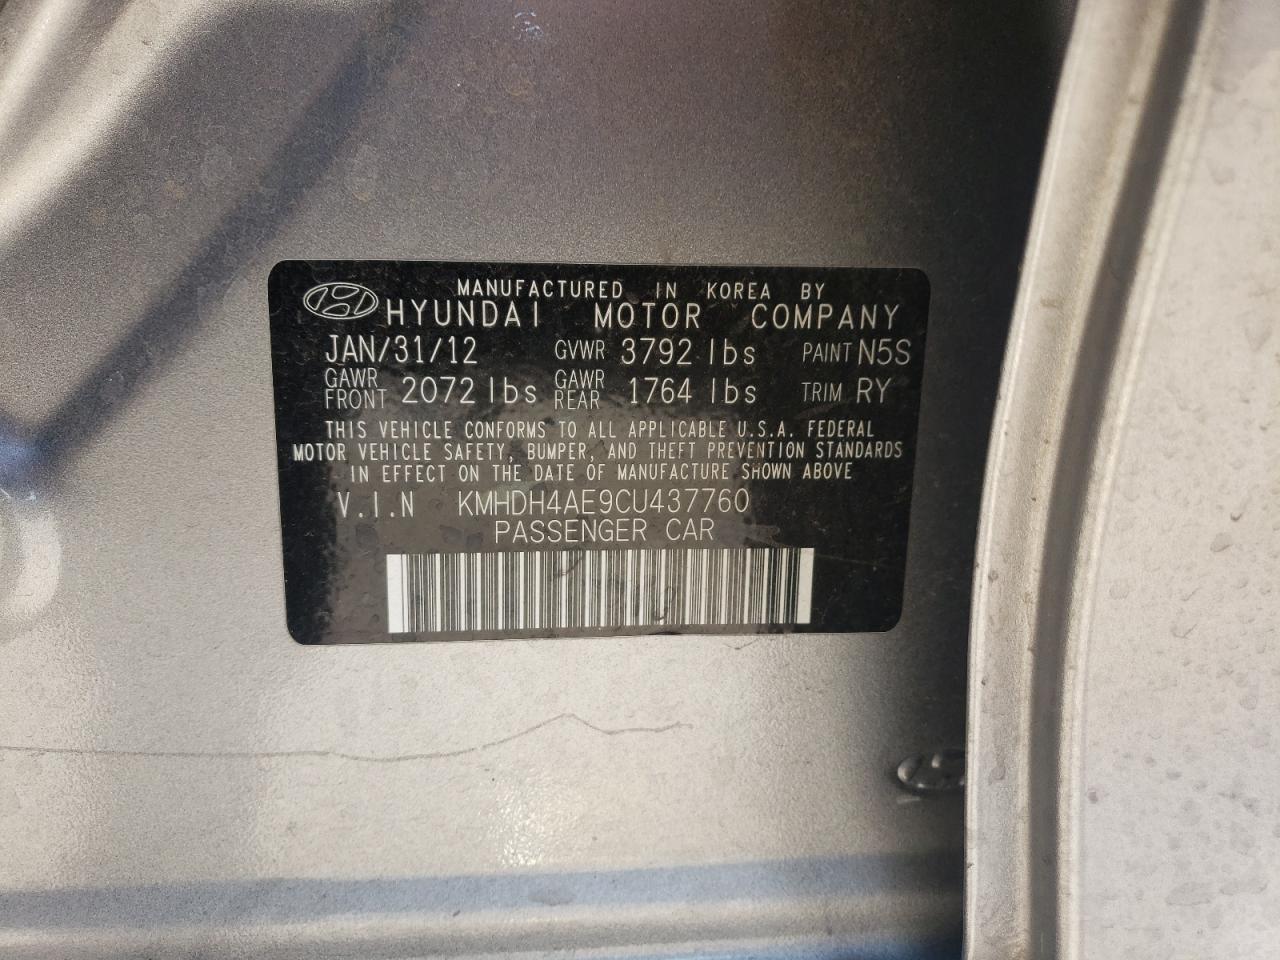 MANUFACTURED IN KOREA BY
HYUNDAI MOTOR COMPANY
JAN/31/12 GVWR 3792 lbs PAINT N5S
GAWR FRONT 2072 lbs GAWR REAR 1764 lbs TRIM RY
THIS VEHICLE CONFORMS TO ALL APPLICABLE U.S.A. FEDERAL
MOTOR VEHICLE SAFETY, BUMPER, AND THEFT PREVENTION STANDARDS
IN EFFECT ON THE DATE OF MANUFACTURE SHOWN ABOVE
V.I.N KMHDH4AE9CU437760
PASSENGER CAR